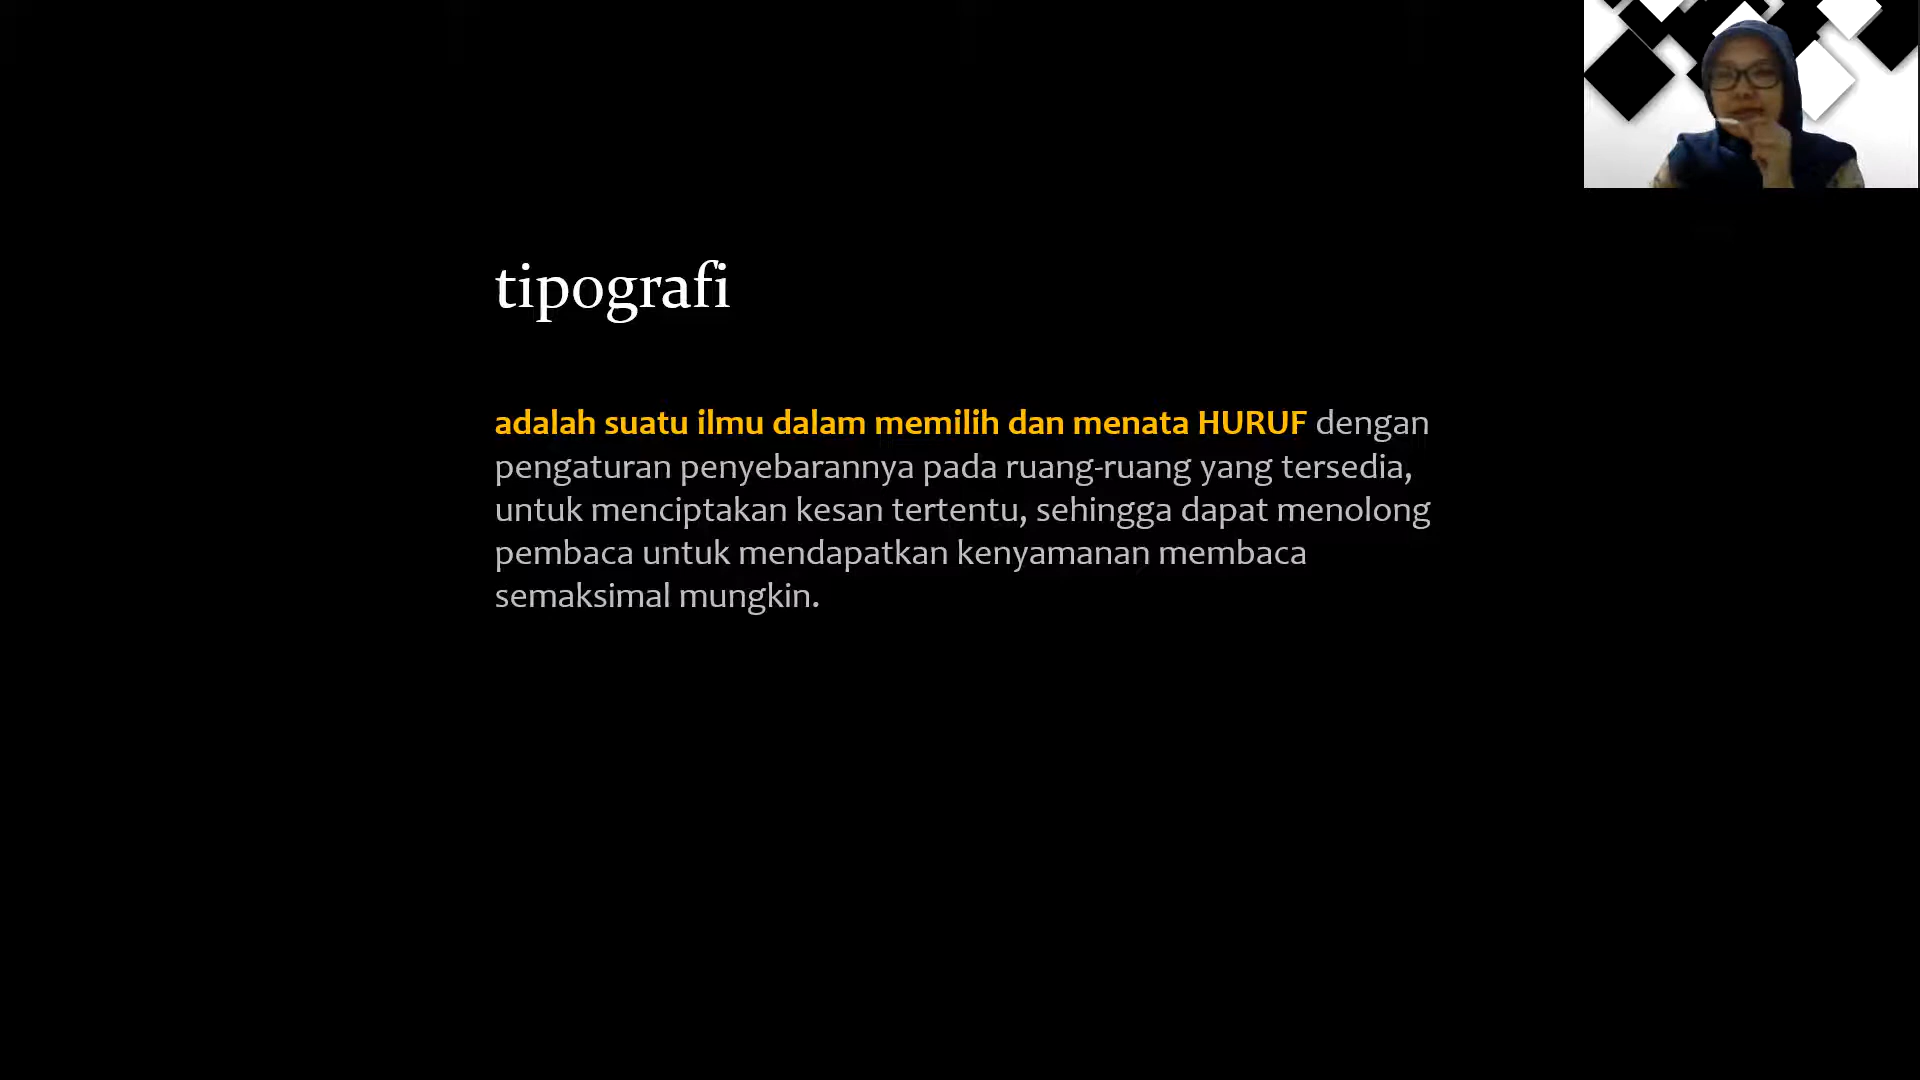 tipografi
adalah suatu ilmu dalam memilih dan menata HURUF dengan
pengaturan penyebarannya pada ruang-ruang yang tersedia,
untuk menciptakan kesan tertentu, sehingga dapat menolong
pembaca untuk mendapatkan kenyamanan membaca
semaksimal mungkin.